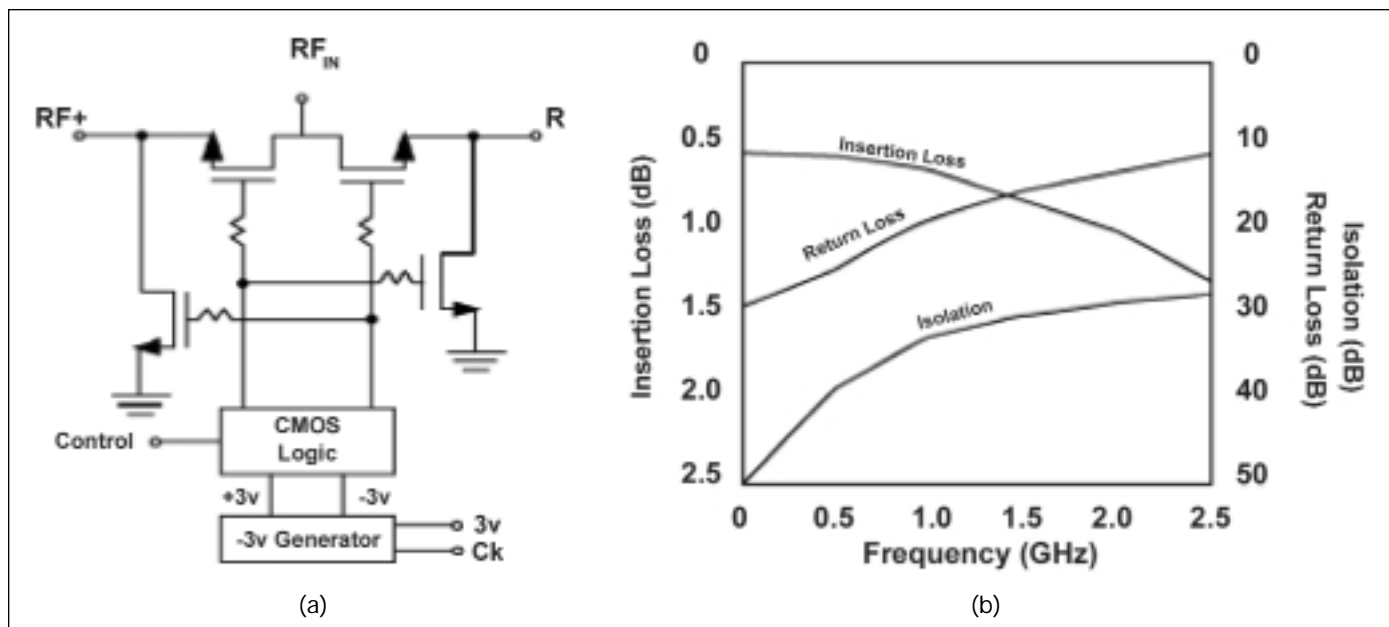 RF_IN
RF+
R
Control
CMOS
Logic
+3v
-3v
-3v Generator
3v
Ck
(a)
0
0.5
1.0
1.5
2.0
2.5
Insertion Loss (dB)
Insertion Loss
Return Loss
Isolation
0
10
20
30
40
50
Isolation (dB)
Return Loss (dB)
0
0.5
1.0
1.5
2.0
2.5
Frequency (GHz)
(b)